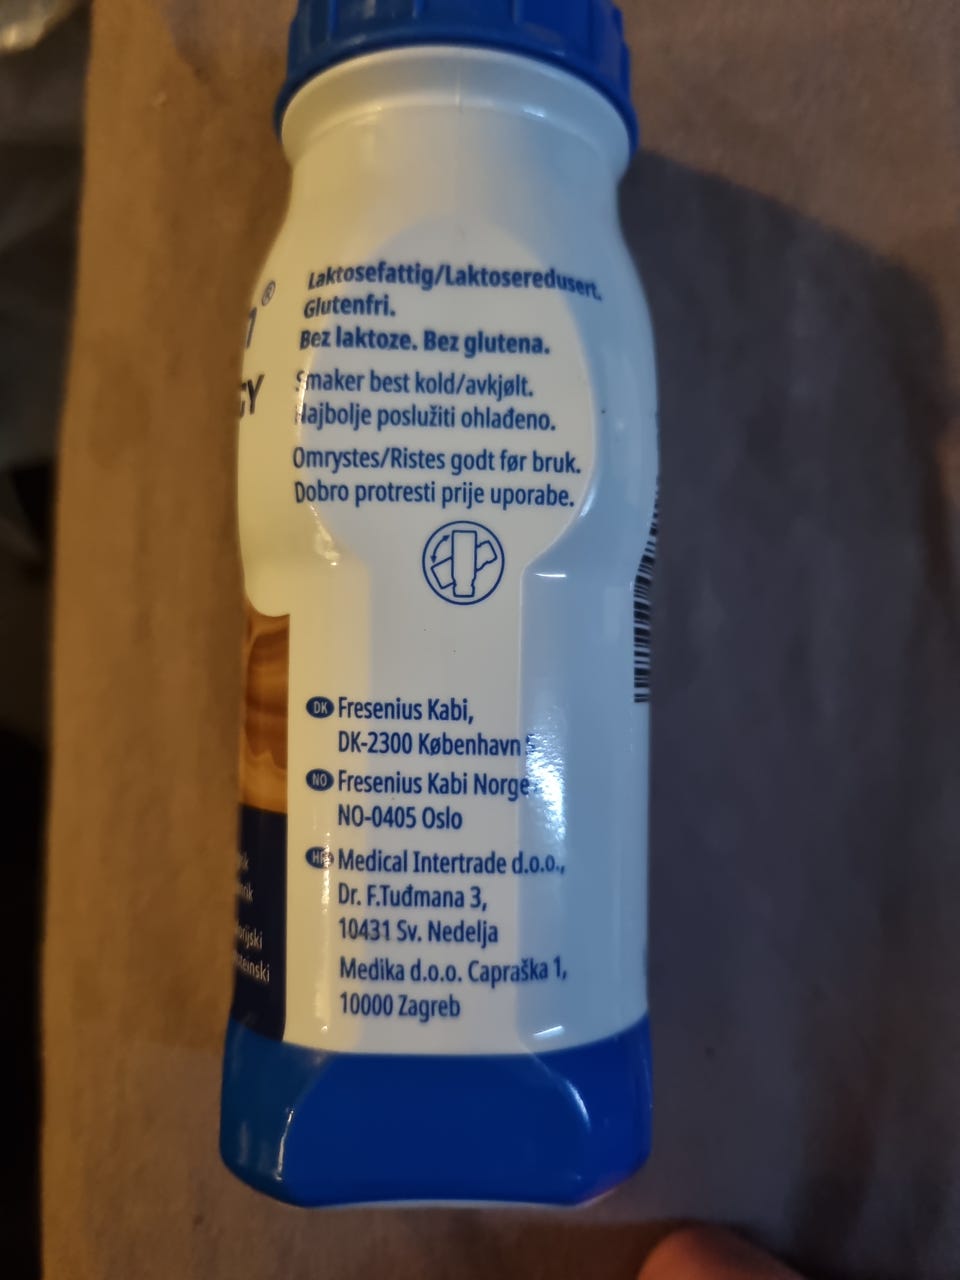 ®
Laktosefattig/Laktoseredusert.
Glutenfri.
Bez laktoze. Bez glutena.
Smaker best kold/avkjølt.
Najbolje poslužiti ohlađeno.
Omrystes/Ristes godt før bruk.
Dobro protresti prije uporabe.
DK Fresenius Kabi,
DK-2300 København
NO Fresenius Kabi Norge
NO-0405 Oslo
HR Medical Intertrade d.o.o.,
Dr. F.Tuđmana 3,
10431 Sv. Nedelja
Medika d.o.o. Capraška 1,
10000 Zagreb